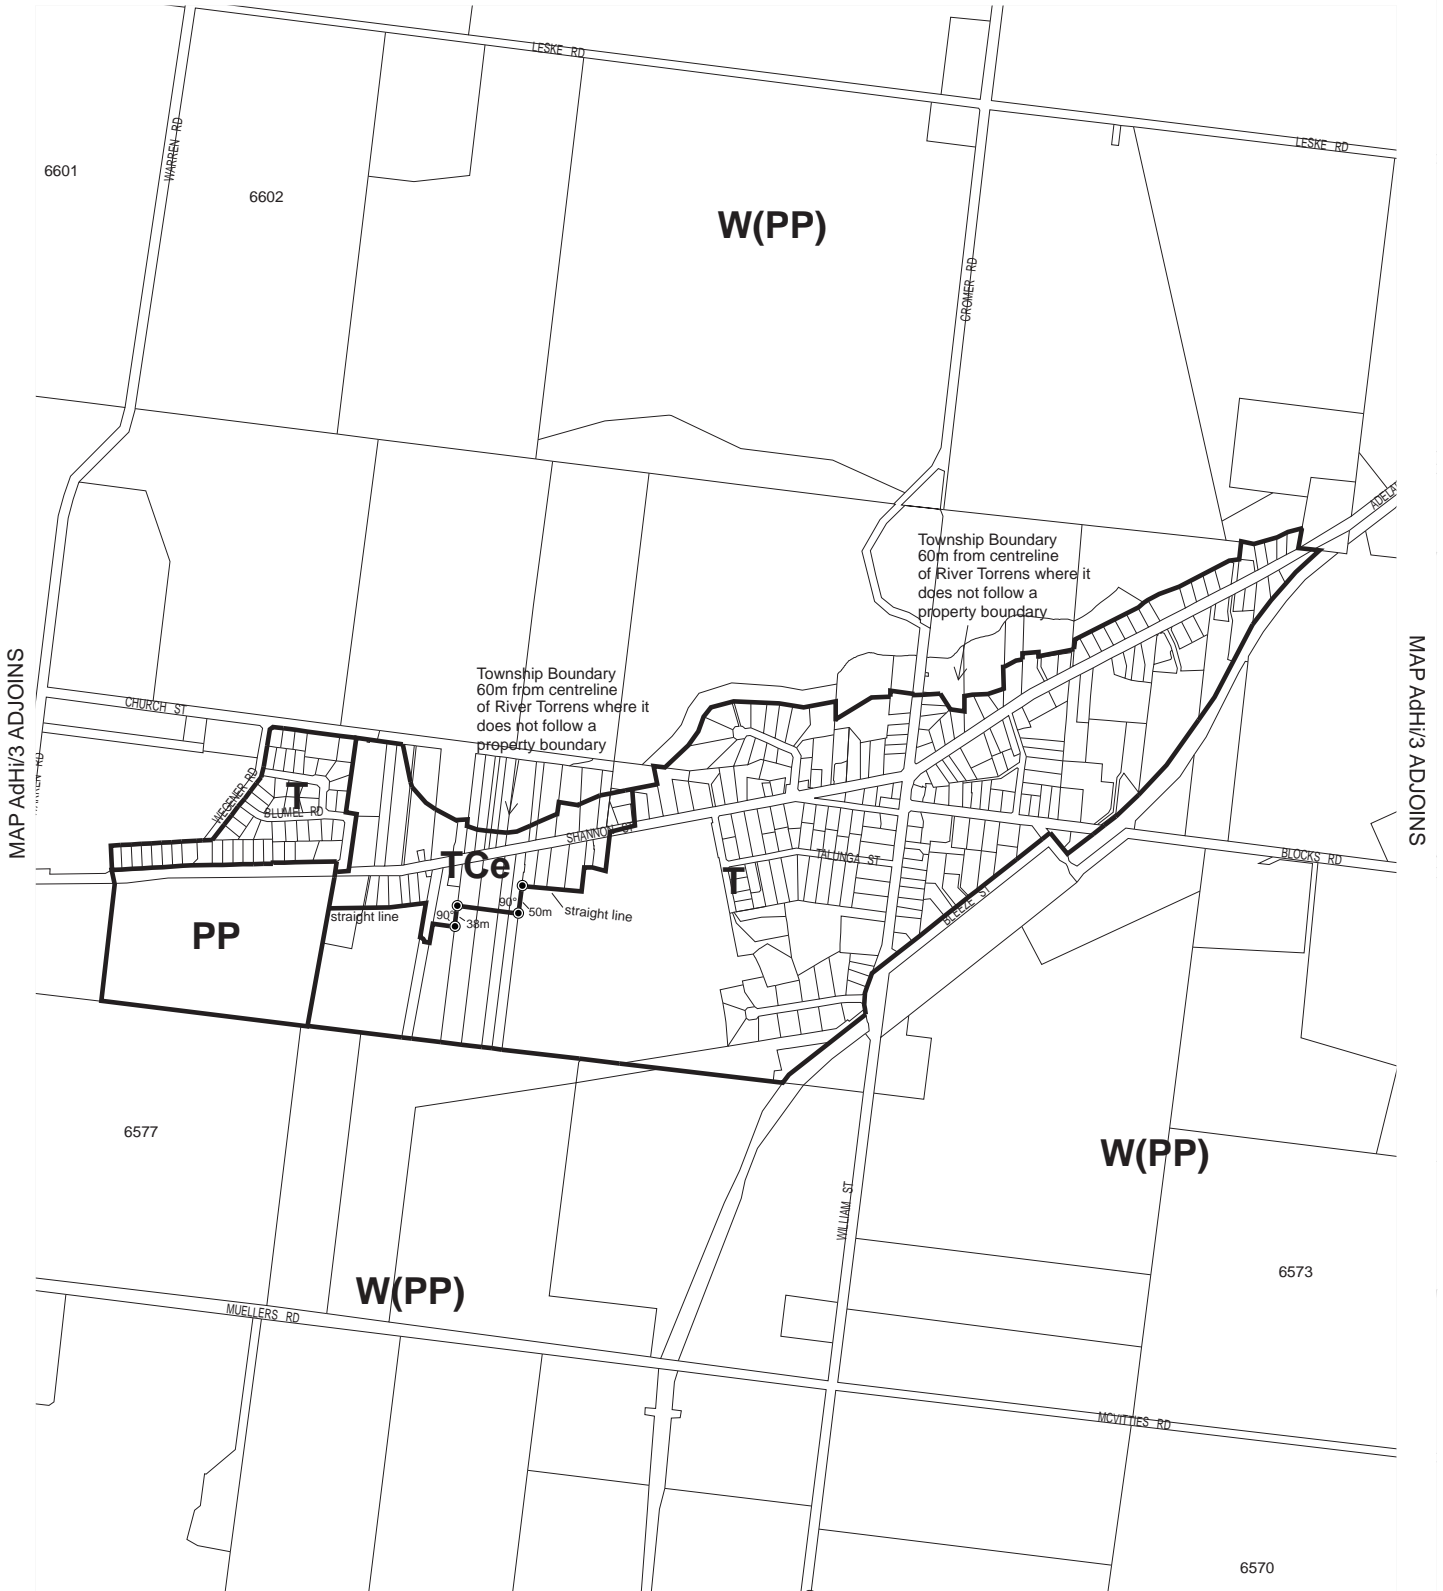 LESKE RD
WARREN RD
LESKE RD
6601
6602
W(PP)
CROMER RD
Township Boundary
60m from centreline
of River Torrens where it
does not follow a
property boundary
MAP AdHi/3 ADJOINS
MAP AdHi/3 ADJOINS
Township Boundary
60m from centreline
of River Torrens where it
does not follow a
property boundary
CHURCH ST
WEGENER RD
T
BLUMEL RD
SHANNON ST
TCe
TALUNGA ST
T
BLOCKS RD
BLEEZE ST
90°
50m
straight line
straight line
90°
38m
PP
6577
W(PP)
WILLIAM ST
6573
W(PP)
MUELLERS RD
MCVITTIES RD
6570